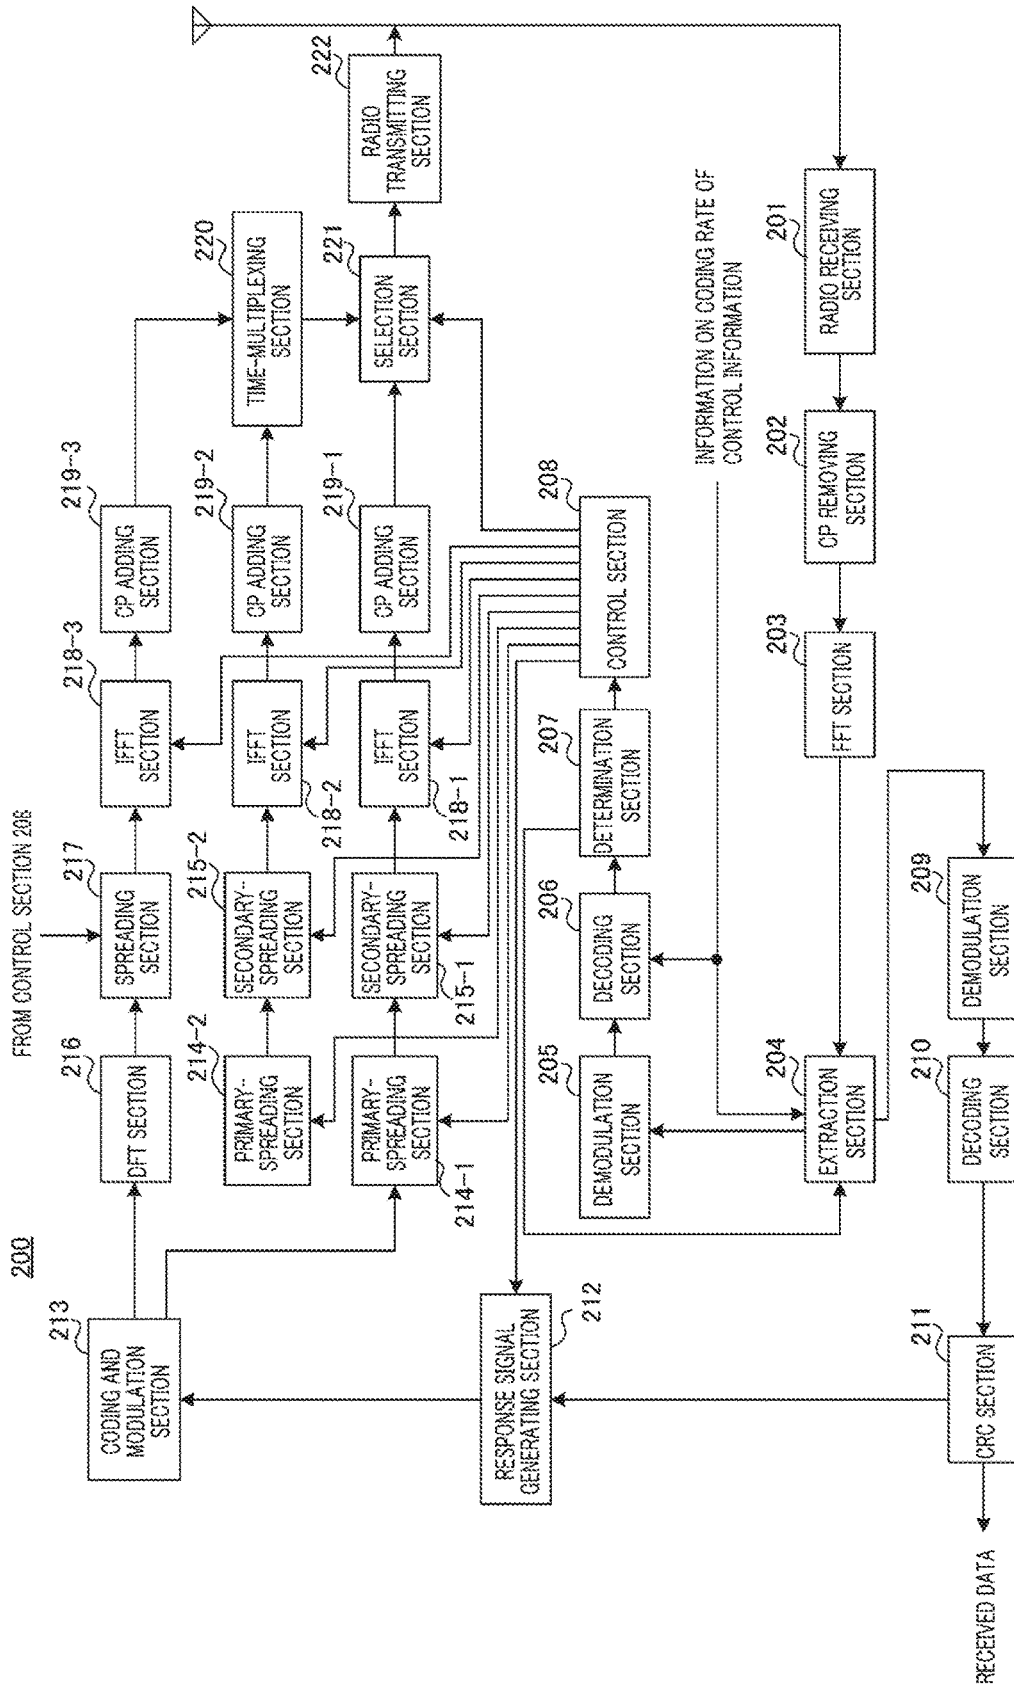 200
FROM CONTROL SECTION 208
213
CODING AND
MODULATION
SECTION
216
DFT SECTION
217
SPREADING
SECTION
218-3
IFFT
SECTION
219-3
CP ADDING
SECTION
214-2
PRIMARY-
SPREADING
SECTION
215-2
SECONDARY-
SPREADING
SECTION
IFFT
SECTION
218-2
219-2
CP ADDING
SECTION
220
TIME-MULTIPLEXING
SECTION
PRIMARY-
SPREADING
SECTION
214-1
SECONDARY-
SPREADING
SECTION
215-1
IFFT
SECTION
218-1
219-1
CP ADDING
SECTION
221
SELECTION
SECTION
222
RADIO
TRANSMITTING
SECTION
RESPONSE SIGNAL
GENERATING SECTION
212
205
DEMODULATION
SECTION
206
DECODING
SECTION
207
DETERMINATION
SECTION
208
CONTROL SECTION
INFORMATION ON CODING RATE OF
CONTROL INFORMATION
204
EXTRACTION
SECTION
203
FFT SECTION
202
CP REMOVING
SECTION
201
RADIO RECEIVING
SECTION
RECEIVED DATA
211
CRC SECTION
210
DECODING
SECTION
209
DEMODULATION
SECTION